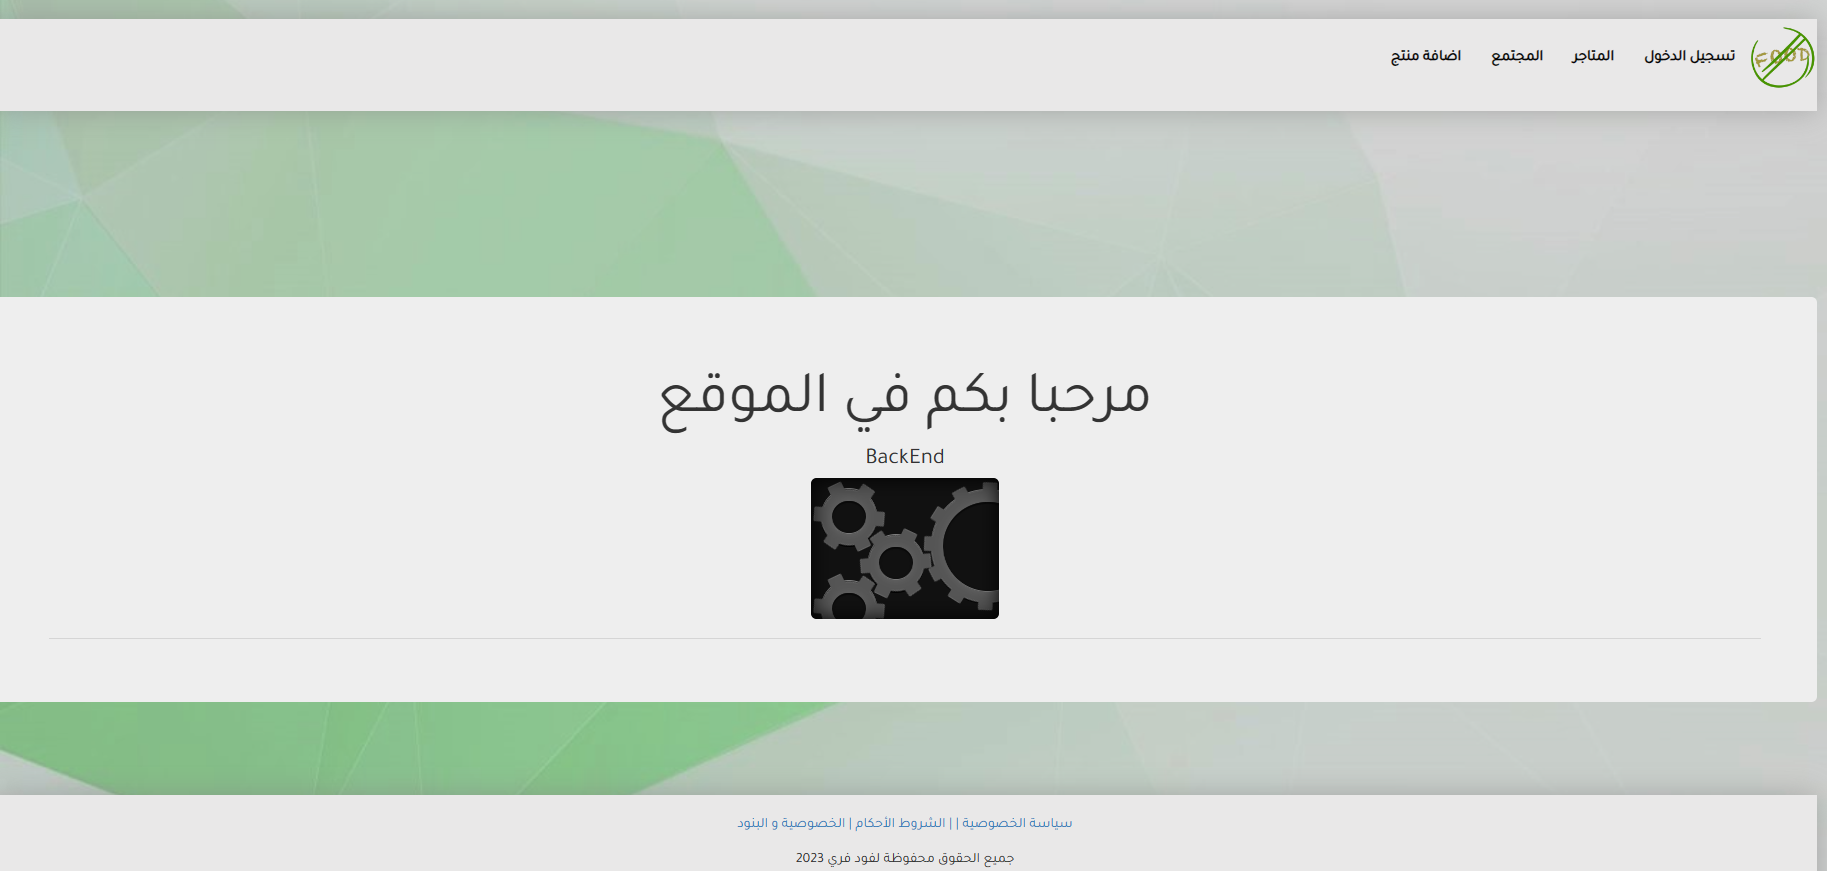 FOOD
تسجيل الدخول المتاجر المجتمع اضافة منتج
مرحبا بكم في الموقع
BackEnd
سياسة الخصوصية | | الشروط الأحكام | الخصوصية و البنود
جميع الحقوق محفوظة لفود فري 2023